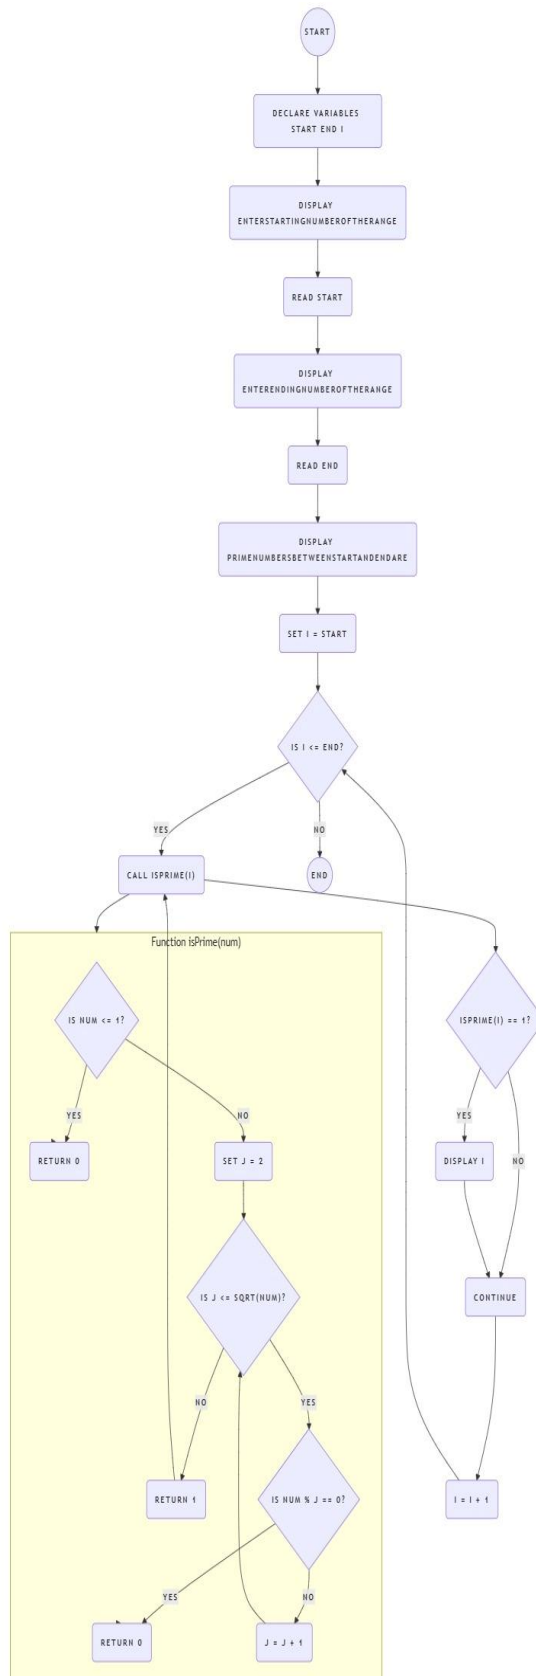 START
DECLARE VARIABLES
START END I
DISPLAY
ENTERSTARTINGNUMBEROFTHERANGE
READ START
DISPLAY
ENTERENDINGNUMBEROFTHERANGE
READ END
DISPLAY
PRIMENUMBERSBETWEENSTARTANDENDARE
SET I = START
IS I <= END?
YES
NO
CALL ISPRIME(I)
END
Function isPrime(num)
IS NUM <= 1?
ISPRIME(I) == 1?
YES
NO
YES
RETURN 0
SET J = 2
DISPLAY I
NO
IS J <= SQRT(NUM)?
CONTINUE
NO
YES
RETURN 1
IS NUM % J == 0?
I = I + 1
YES
NO
RETURN 0
J = J + 1